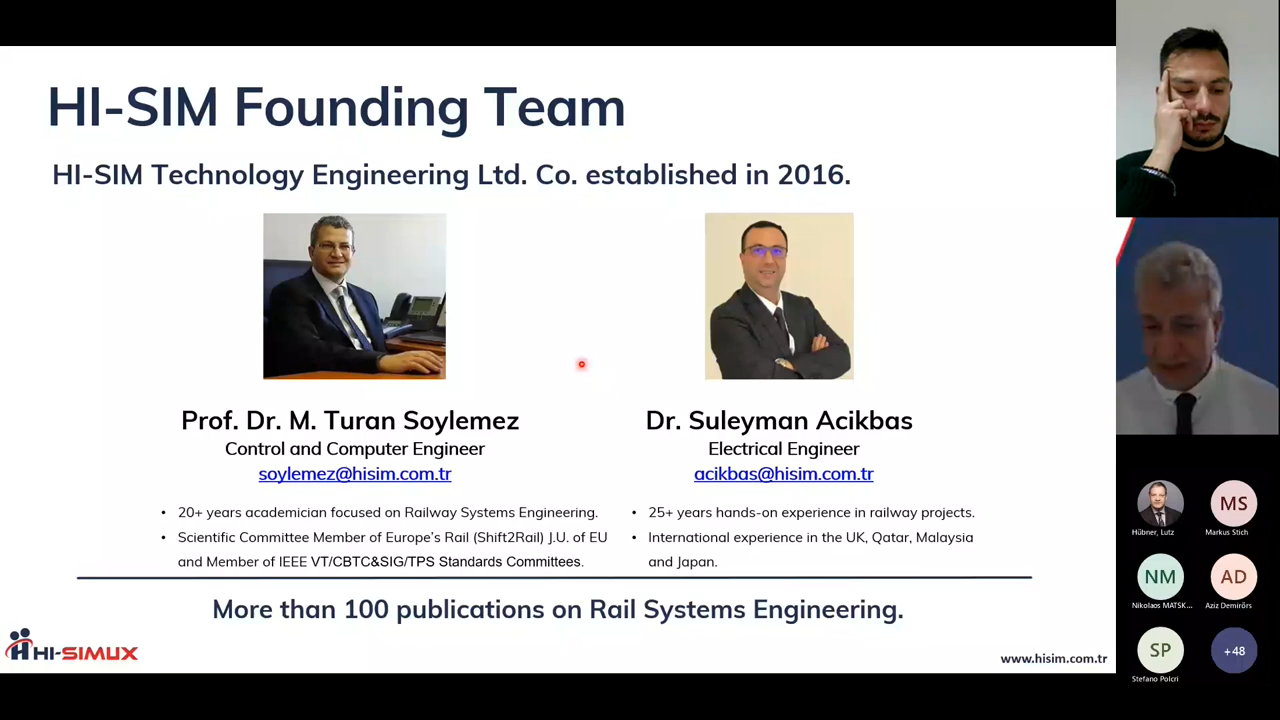 HI-SIM Founding Team
HI-SIM Technology Engineering Ltd. Co. established in 2016.
Prof. Dr. M. Turan Soylemez
Control and Computer Engineer
soylemez@hisim.com.tr
• 20+ years academician focused on Railway Systems Engineering.
• Scientific Committee Member of Europe's Rail (Shift2Rail) J.U. of EU
and Member of IEEE VT/CBTC&SIG/TPS Standards Committees.
Dr. Suleyman Acikbas
Electrical Engineer
acikbas@hisim.com.tr
• 25+ years hands-on experience in railway projects.
• International experience in the UK, Qatar, Malaysia
and Japan.
More than 100 publications on Rail Systems Engineering.
HI-SIMUX
www.hisim.com.tr
Hübner, Lutz
MS
Markus Stich
NM
Nikolaos MATSK...
AD
Aziz Demirörs
SP
Stefano Polcri
+48